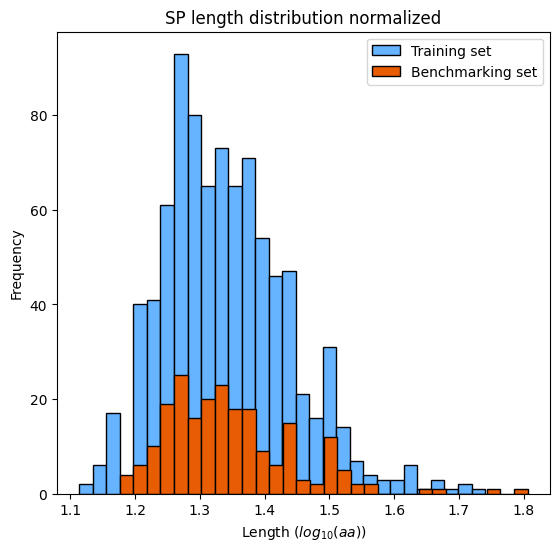 SP length distribution normalized
Training set
Benchmarking set
Frequency
80
60
40
20
0
1.1 1.2 1.3 1.4 1.5 1.6 1.7 1.8
Length (log₁₀(aa))